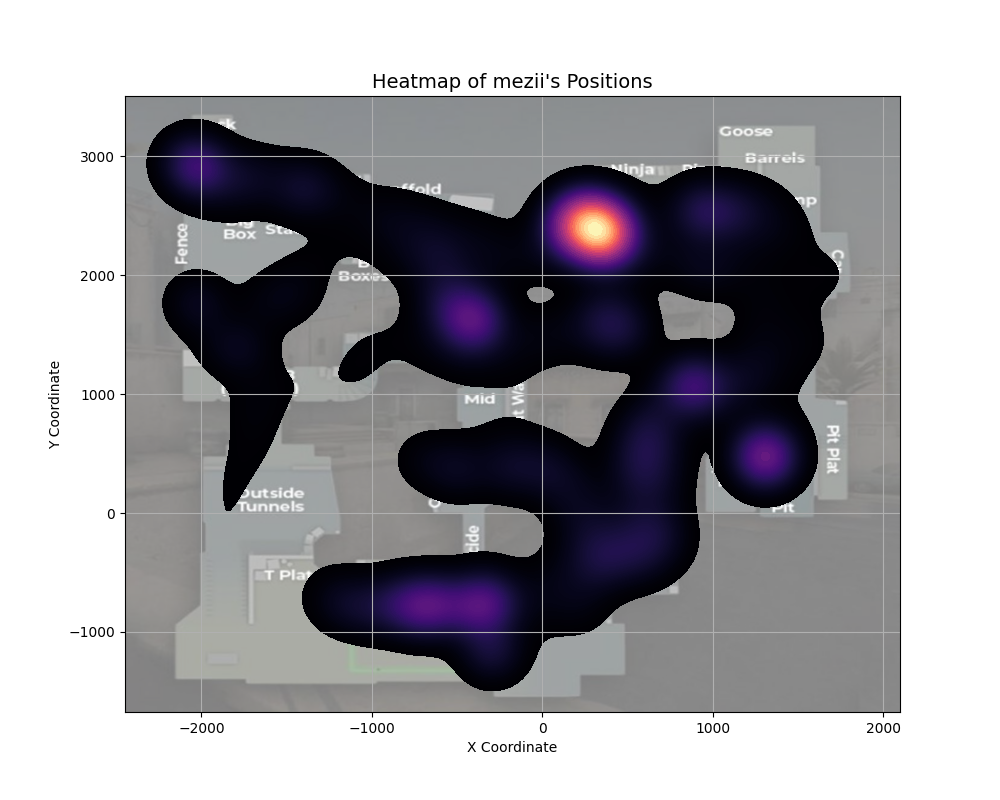 Heatmap of mezii's Positions
Goose
Barrels
Ninja
Fence
Box
Boxes
Mid
Pit Plat
Outside
Tunnels
Pit
T Plat
3000
2000
1000
0
−1000
Y Coordinate
−2000
−1000
0
1000
2000
X Coordinate